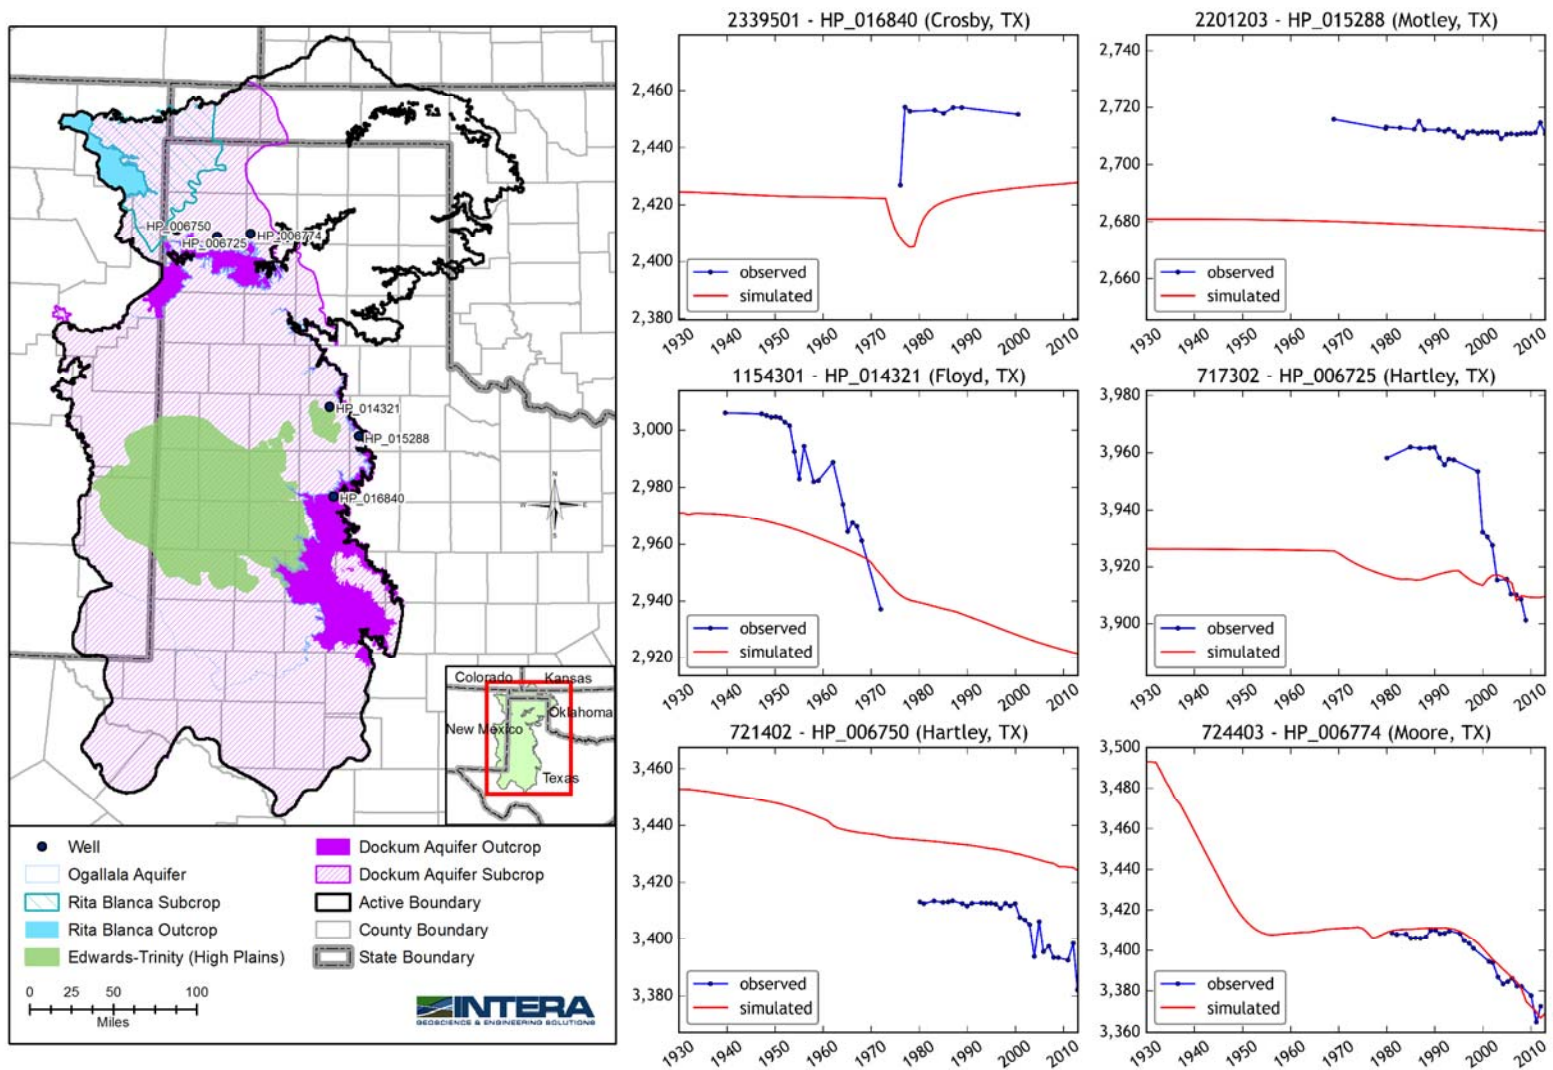 HP_006750
HP_006774
HP_006725
HP_014321
HP_015288
HP_016840
N
W
E
S
Colorado
Kansas
Oklahoma
New Mexico
Texas
Well
Ogallala Aquifer
Rita Blanca Subcrop
Rita Blanca Outcrop
Edwards-Trinity (High Plains)
Dockum Aquifer Outcrop
Dockum Aquifer Subcrop
Active Boundary
County Boundary
State Boundary
0 25 50 100
Miles
INTERA
GEOSCIENCE & ENGINEERING SOLUTIONS
2339501 - HP_016840 (Crosby, TX)
2,460
2,440
2,420
2,400
2,380
observed
simulated
1930 1940 1950 1960 1970 1980 1990 2000 2010
2201203 - HP_015288 (Motley, TX)
2,740
2,720
2,700
2,680
2,660
observed
simulated
1930 1940 1950 1960 1970 1980 1990 2000 2010
1154301 - HP_014321 (Floyd, TX)
3,000
2,980
2,960
2,940
2,920
observed
simulated
1930 1940 1950 1960 1970 1980 1990 2000 2010
717302 - HP_006725 (Hartley, TX)
3,980
3,960
3,940
3,920
3,900
observed
simulated
1930 1940 1950 1960 1970 1980 1990 2000 2010
721402 - HP_006750 (Hartley, TX)
3,460
3,440
3,420
3,400
3,380
observed
simulated
1930 1940 1950 1960 1970 1980 1990 2000 2010
724403 - HP_006774 (Moore, TX)
3,500
3,480
3,460
3,440
3,420
3,400
3,380
3,360
observed
simulated
1930 1940 1950 1960 1970 1980 1990 2000 2010